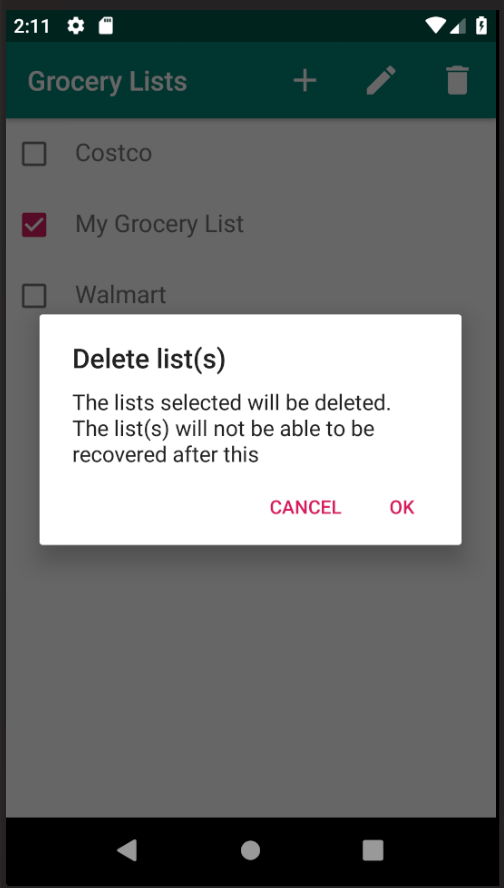 2:11
Grocery Lists
Costco
My Grocery List
Walmart
Delete list(s)
The lists selected will be deleted.
The list(s) will not be able to be
recovered after this
CANCEL OK